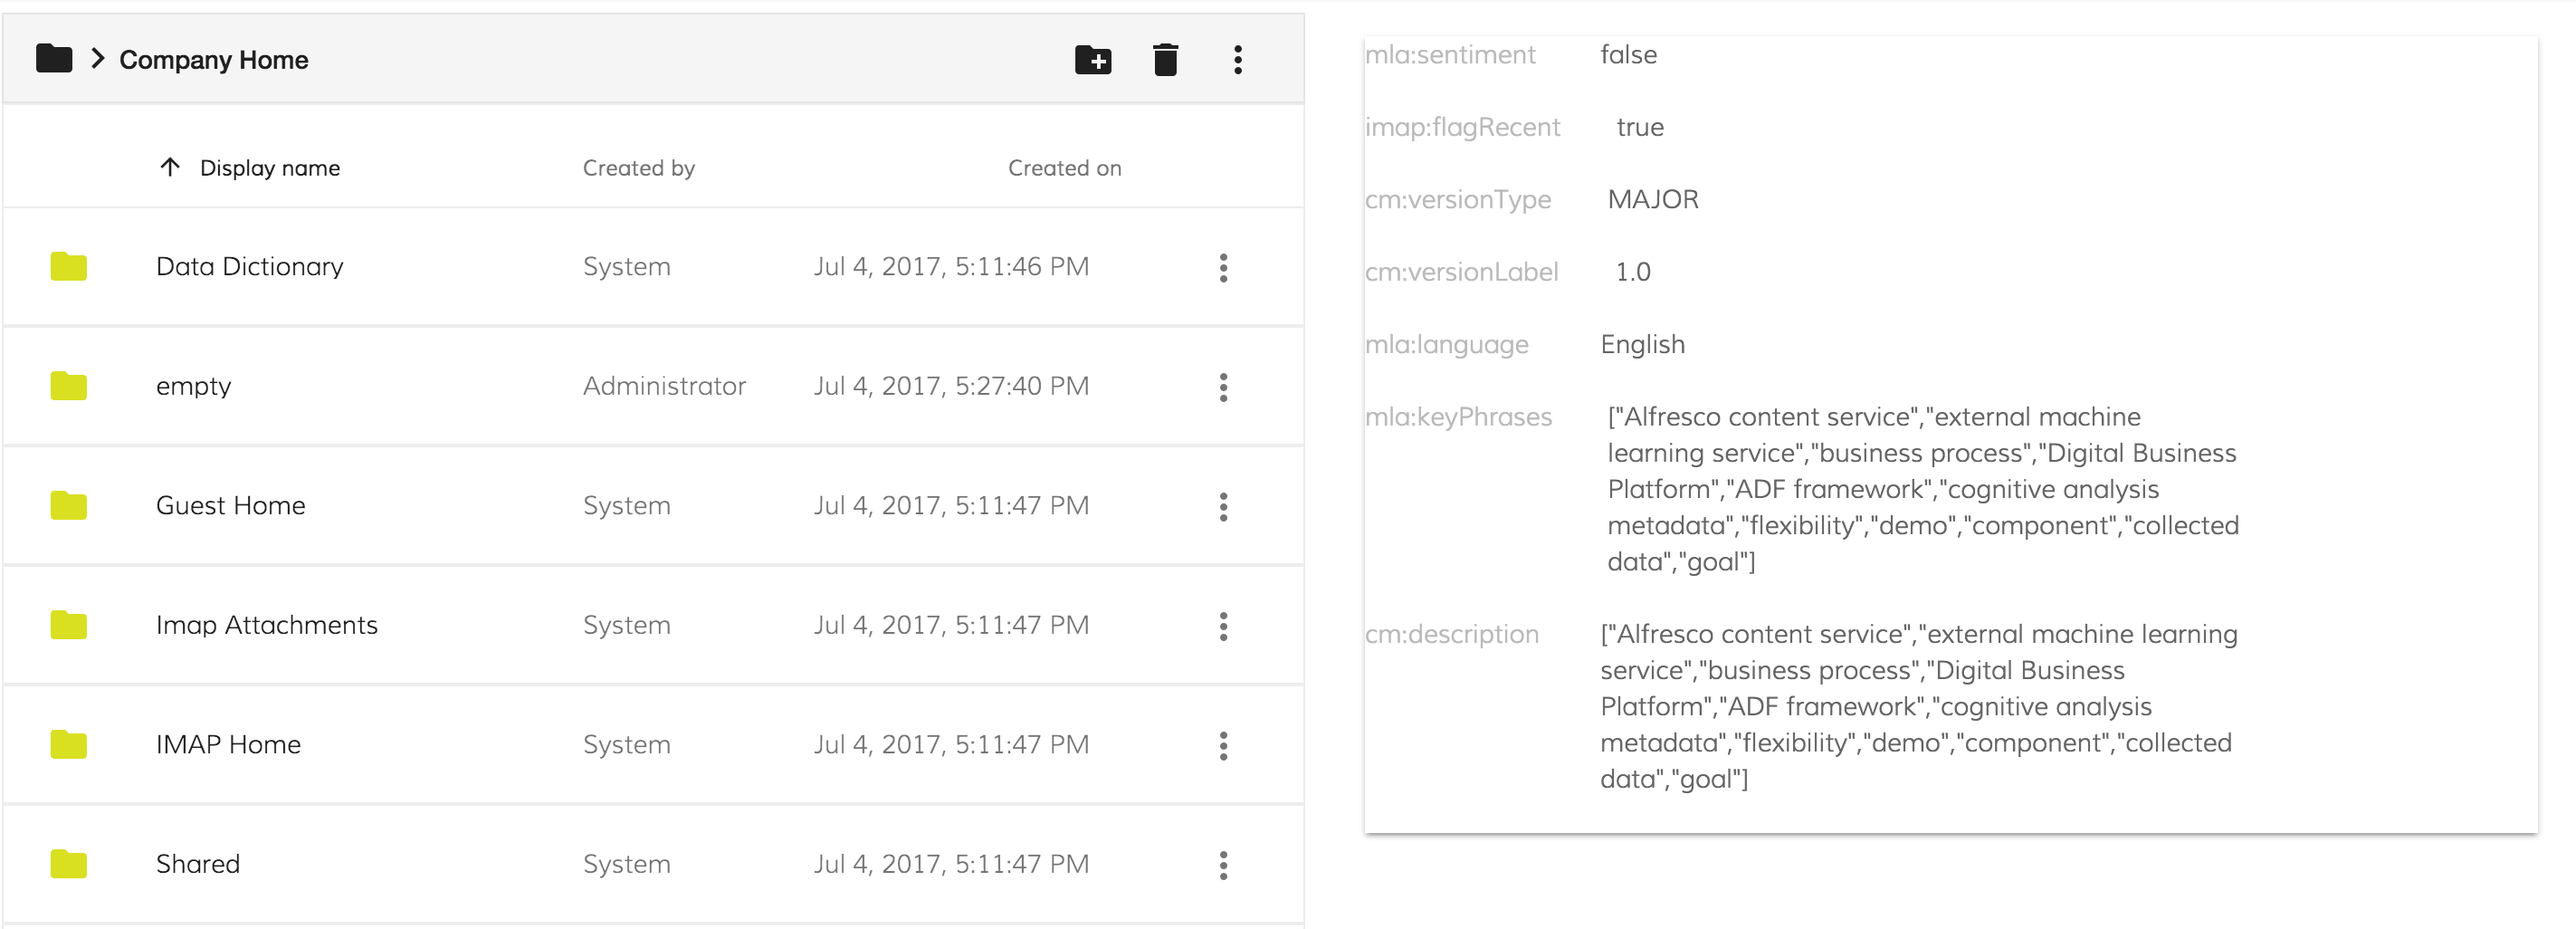 Company Home
Display name Created by Created on
Data Dictionary System Jul 4, 2017, 5:11:46 PM
empty Administrator Jul 4, 2017, 5:27:40 PM
Guest Home System Jul 4, 2017, 5:11:47 PM
Imap Attachments System Jul 4, 2017, 5:11:47 PM
IMAP Home System Jul 4, 2017, 5:11:47 PM
Shared System Jul 4, 2017, 5:11:47 PM
mla:sentiment false
imap:flagRecent true
cm:versionType MAJOR
cm:versionLabel 1.0
mla:language English
mla:keyPhrases ["Alfresco content service","external machine
learning service","business process","Digital Business
Platform","ADF framework","cognitive analysis
metadata","flexibility","demo","component","collected
data","goal"]
cm:description ["Alfresco content service","external machine learning
service","business process","Digital Business
Platform","ADF framework","cognitive analysis
metadata","flexibility","demo","component","collected
data","goal"]